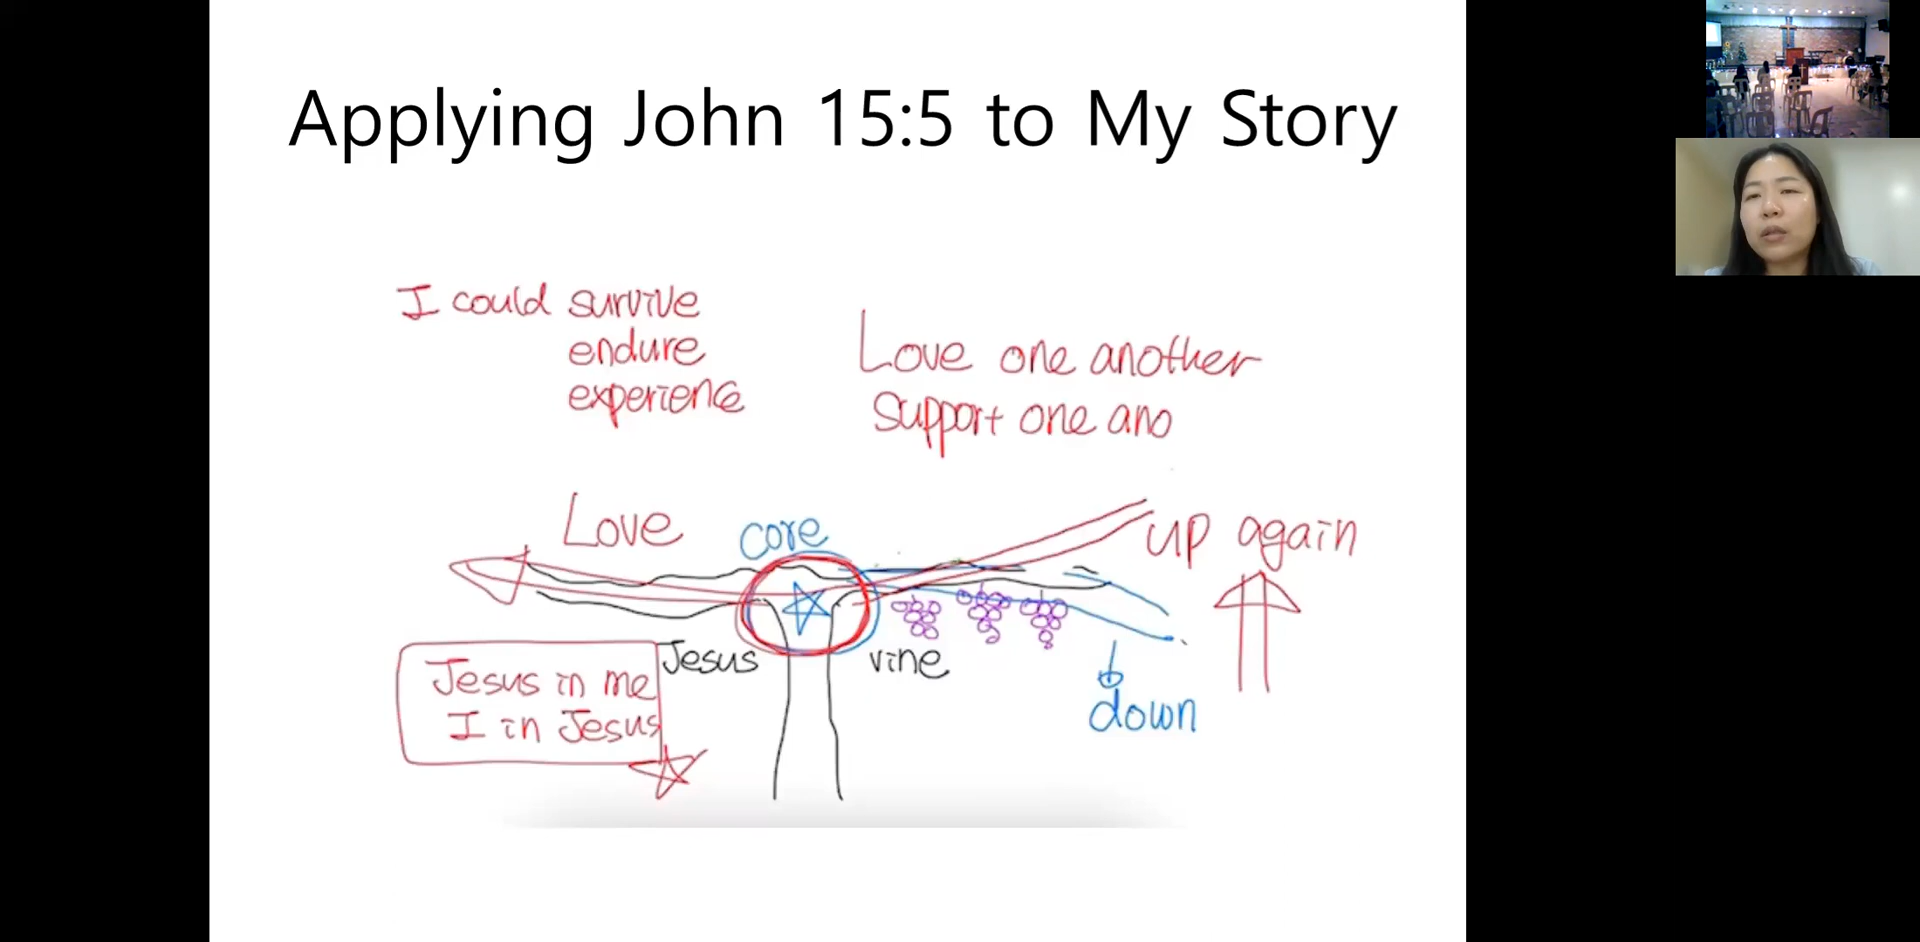 Applying John 15:5 to My Story
I could survive
endure
experience
Love one another
Support one ano
Love
core
up again
Jesus
vine
Jesus in me
I in Jesus
down